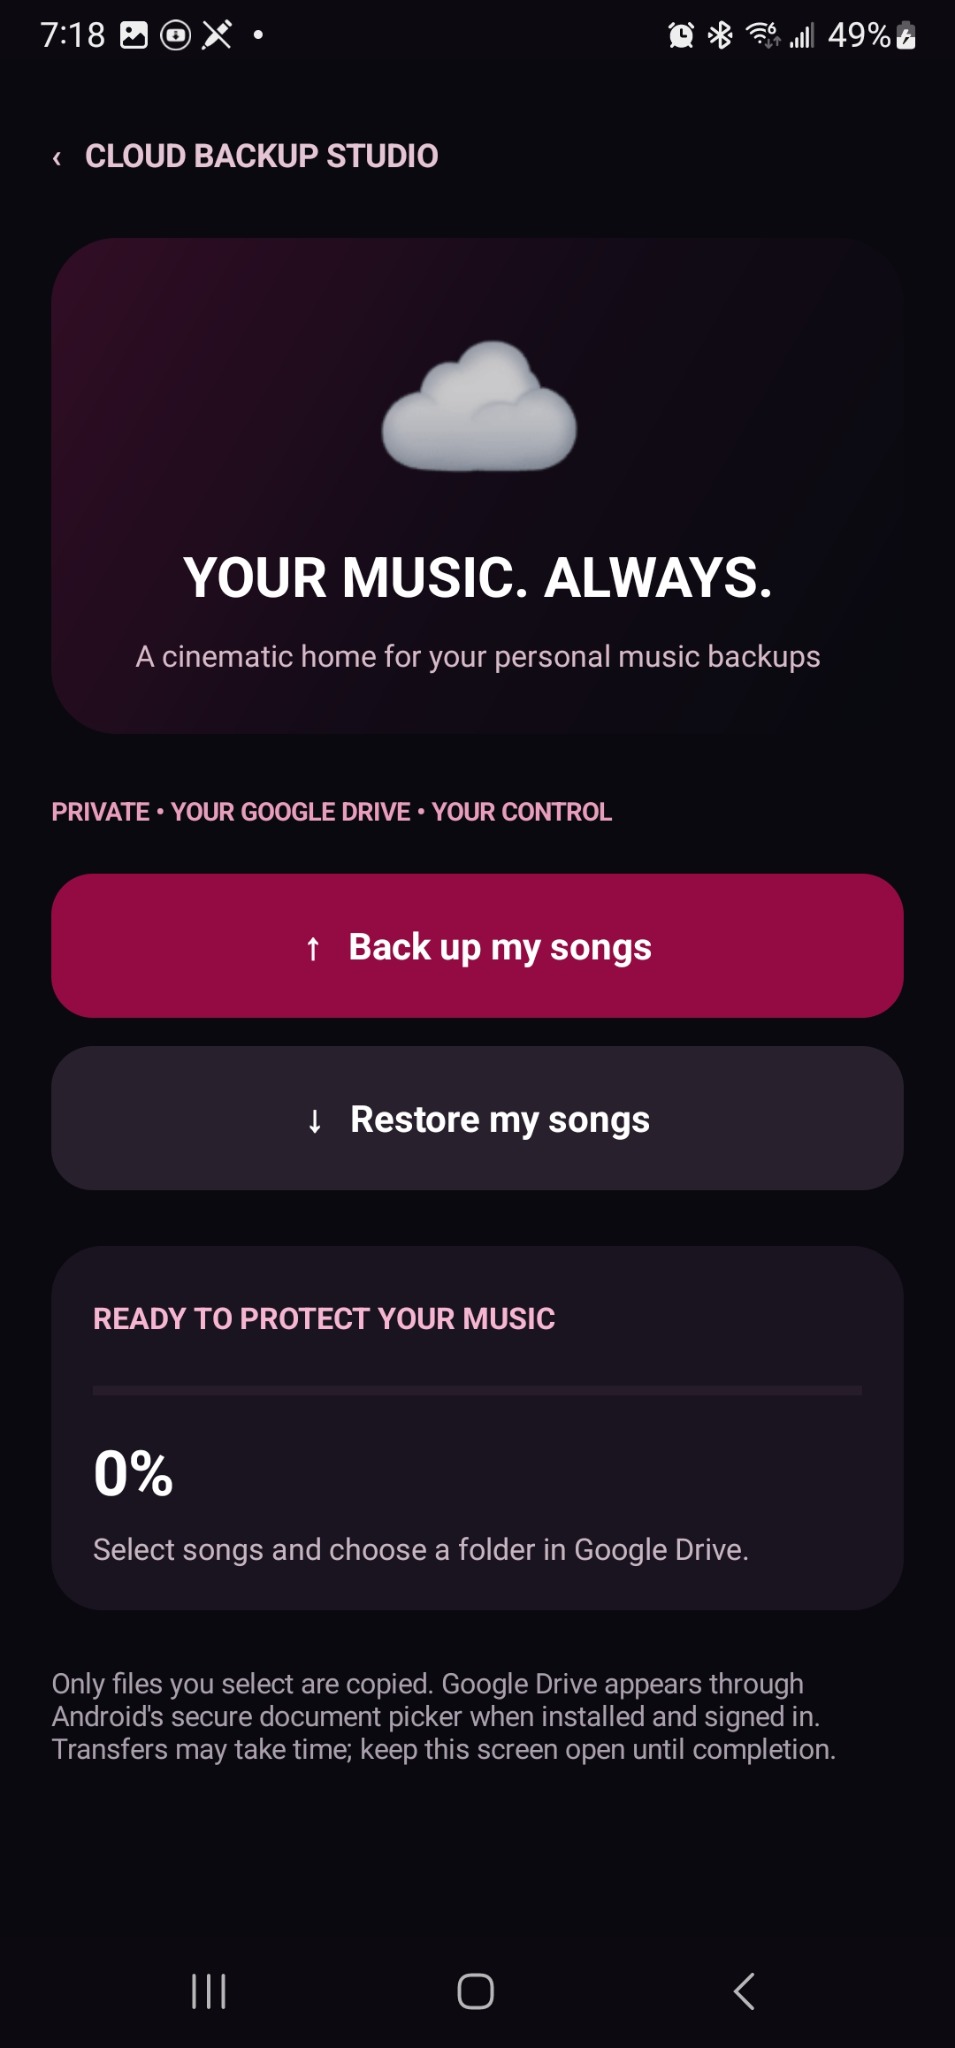 7:18
49%
‹ CLOUD BACKUP STUDIO
YOUR MUSIC. ALWAYS.
A cinematic home for your personal music backups
PRIVATE • YOUR GOOGLE DRIVE • YOUR CONTROL
↑ Back up my songs
↓ Restore my songs
READY TO PROTECT YOUR MUSIC
0%
Select songs and choose a folder in Google Drive.
Only files you select are copied. Google Drive appears through
Android's secure document picker when installed and signed in.
Transfers may take time; keep this screen open until completion.